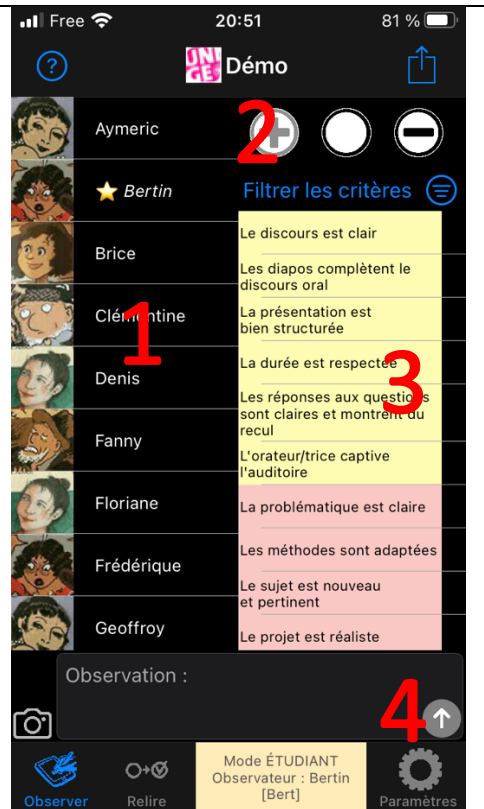 Free 20:51 81 %
? UNI GE Démo
2
Aymeric
⭐ Bertin
Filtrer les critères
Brice
Clémentine
1
Denis
Fanny
Floriane
Frédérique
Geoffroy
Le discours est clair
Les diapos complètent le
discours oral
La présentation est
bien structurée
La durée est respectée
3
Les réponses aux questions
sont claires et montrent du
recul
L'orateur/trice captive
l'auditoire
La problématique est claire
Les méthodes sont adaptées
Le sujet est nouveau
et pertinent
Le projet est réaliste
Observation :
4
Observer
Relire
Mode ÉTUDIANT
Observateur : Bertin
[Bert]
Paramètres